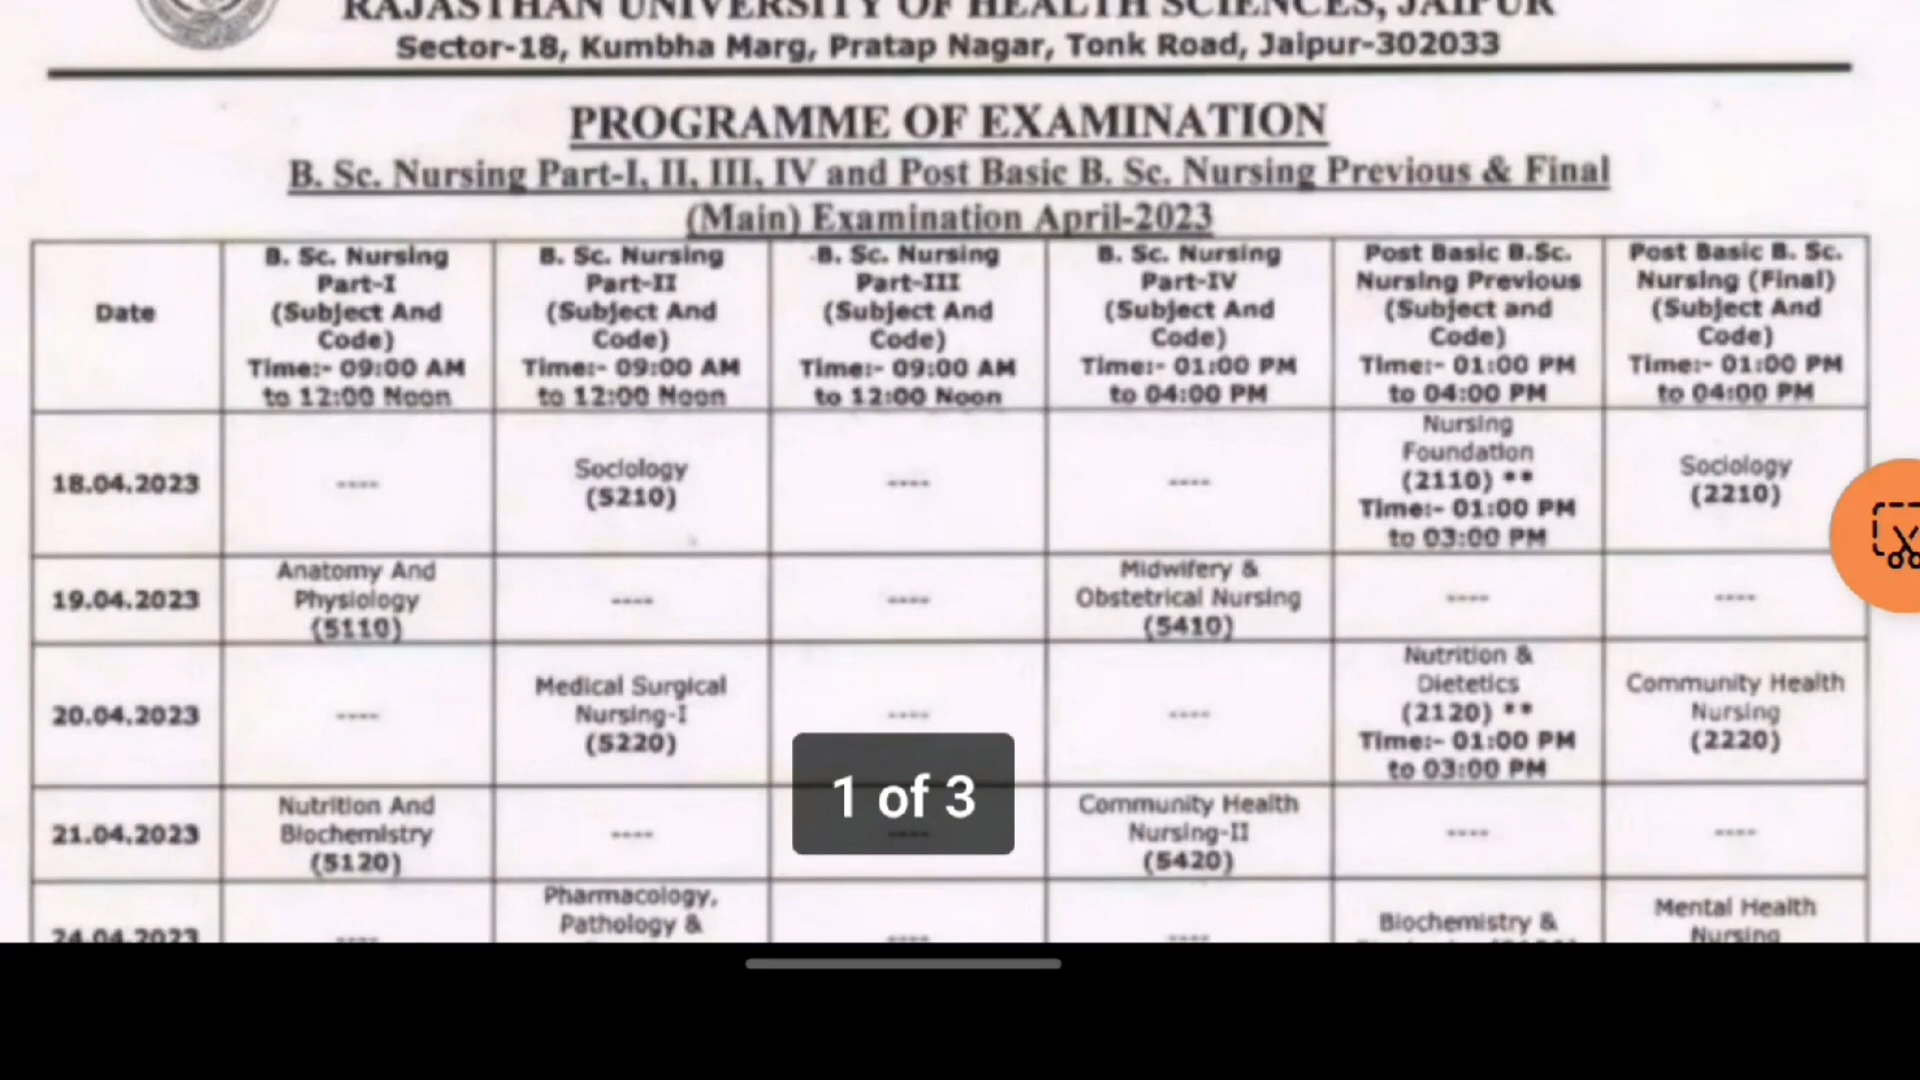 RAJASTHAN UNIVERSITY OF HEALTH SCIENCES, JAIPUR
Sector-18, Kumbha Marg, Pratap Nagar, Tonk Road, Jaipur-302033
PROGRAMME OF EXAMINATION
B. Sc. Nursing Part-I, II, III, IV and Post Basic B. Sc. Nursing Previous & Final
(Main) Examination April-2023
Date
B. Sc. Nursing
Part-I
(Subject And
Code)
Time:- 09:00 AM
to 12:00 Noon
B. Sc. Nursing
Part-II
(Subject And
Code)
Time:- 09:00 AM
to 12:00 Noon
B. Sc. Nursing
Part-III
(Subject And
Code)
Time:- 09:00 AM
to 12:00 Noon
B. Sc. Nursing
Part-IV
(Subject And
Code)
Time:- 01:00 PM
to 04:00 PM
Post Basic B.Sc.
Nursing Previous
(Subject and
Code)
Time:- 01:00 PM
to 04:00 PM
Post Basic B. Sc.
Nursing (Final)
(Subject And
Code)
Time:- 01:00 PM
to 04:00 PM
18.04.2023
----
Sociology
(5210)
----
----
Nursing
Foundation
(2110) **
Time:- 01:00 PM
to 03:00 PM
Sociology
(2210)
19.04.2023
Anatomy And
Physiology
(5110)
----
----
Midwifery &
Obstetrical Nursing
(5410)
----
----
20.04.2023
----
Medical Surgical
Nursing-I
(5220)
----
----
Nutrition &
Dietetics
(2120) **
Time:- 01:00 PM
to 03:00 PM
Community Health
Nursing
(2220)
21.04.2023
Nutrition And
Biochemistry
(5120)
----
----
Community Health
Nursing-II
(5420)
----
----
24.04.2023
----
Pharmacology,
Pathology &
----
----
Biochemistry &
Mental Health
Nursing
1 of 3